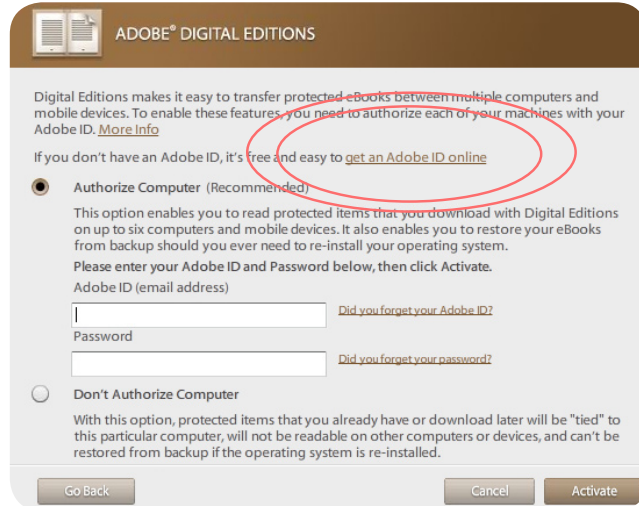 ADOBE® DIGITAL EDITIONS
Digital Editions makes it easy to transfer protected eBooks between multiple computers and
mobile devices. To enable these features, you need to authorize each of your machines with your
Adobe ID. More Info
If you don't have an Adobe ID, it's free and easy to get an Adobe ID online
Authorize Computer (Recommended)
This option enables you to read protected items that you download with Digital Editions
on up to six computers and mobile devices. It also enables you to restore your eBooks
from backup should you ever need to re-install your operating system.
Please enter your Adobe ID and Password below, then click Activate.
Adobe ID (email address)
Did you forget your Adobe ID?
Password
Did you forget your password?
Don't Authorize Computer
With this option, protected items that you already have or download later will be "tied" to
this particular computer, will not be readable on other computers or devices, and can't be
restored from backup if the operating system is re-installed.
Go Back Cancel Activate